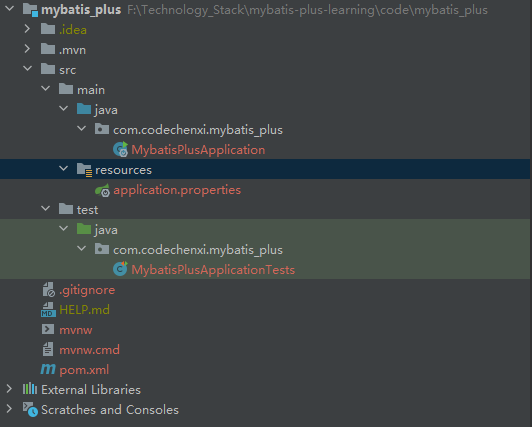 mybatis_plus F:\Technology_Stack\mybatis-plus-learning\code\mybatis_plus
.idea
.mvn
src
main
java
com.codechenxi.mybatis_plus
MybatisPlusApplication
resources
application.properties
test
java
com.codechenxi.mybatis_plus
MybatisPlusApplicationTests
.gitignore
HELP.md
mvnw
mvnw.cmd
pom.xml
External Libraries
Scratches and Consoles